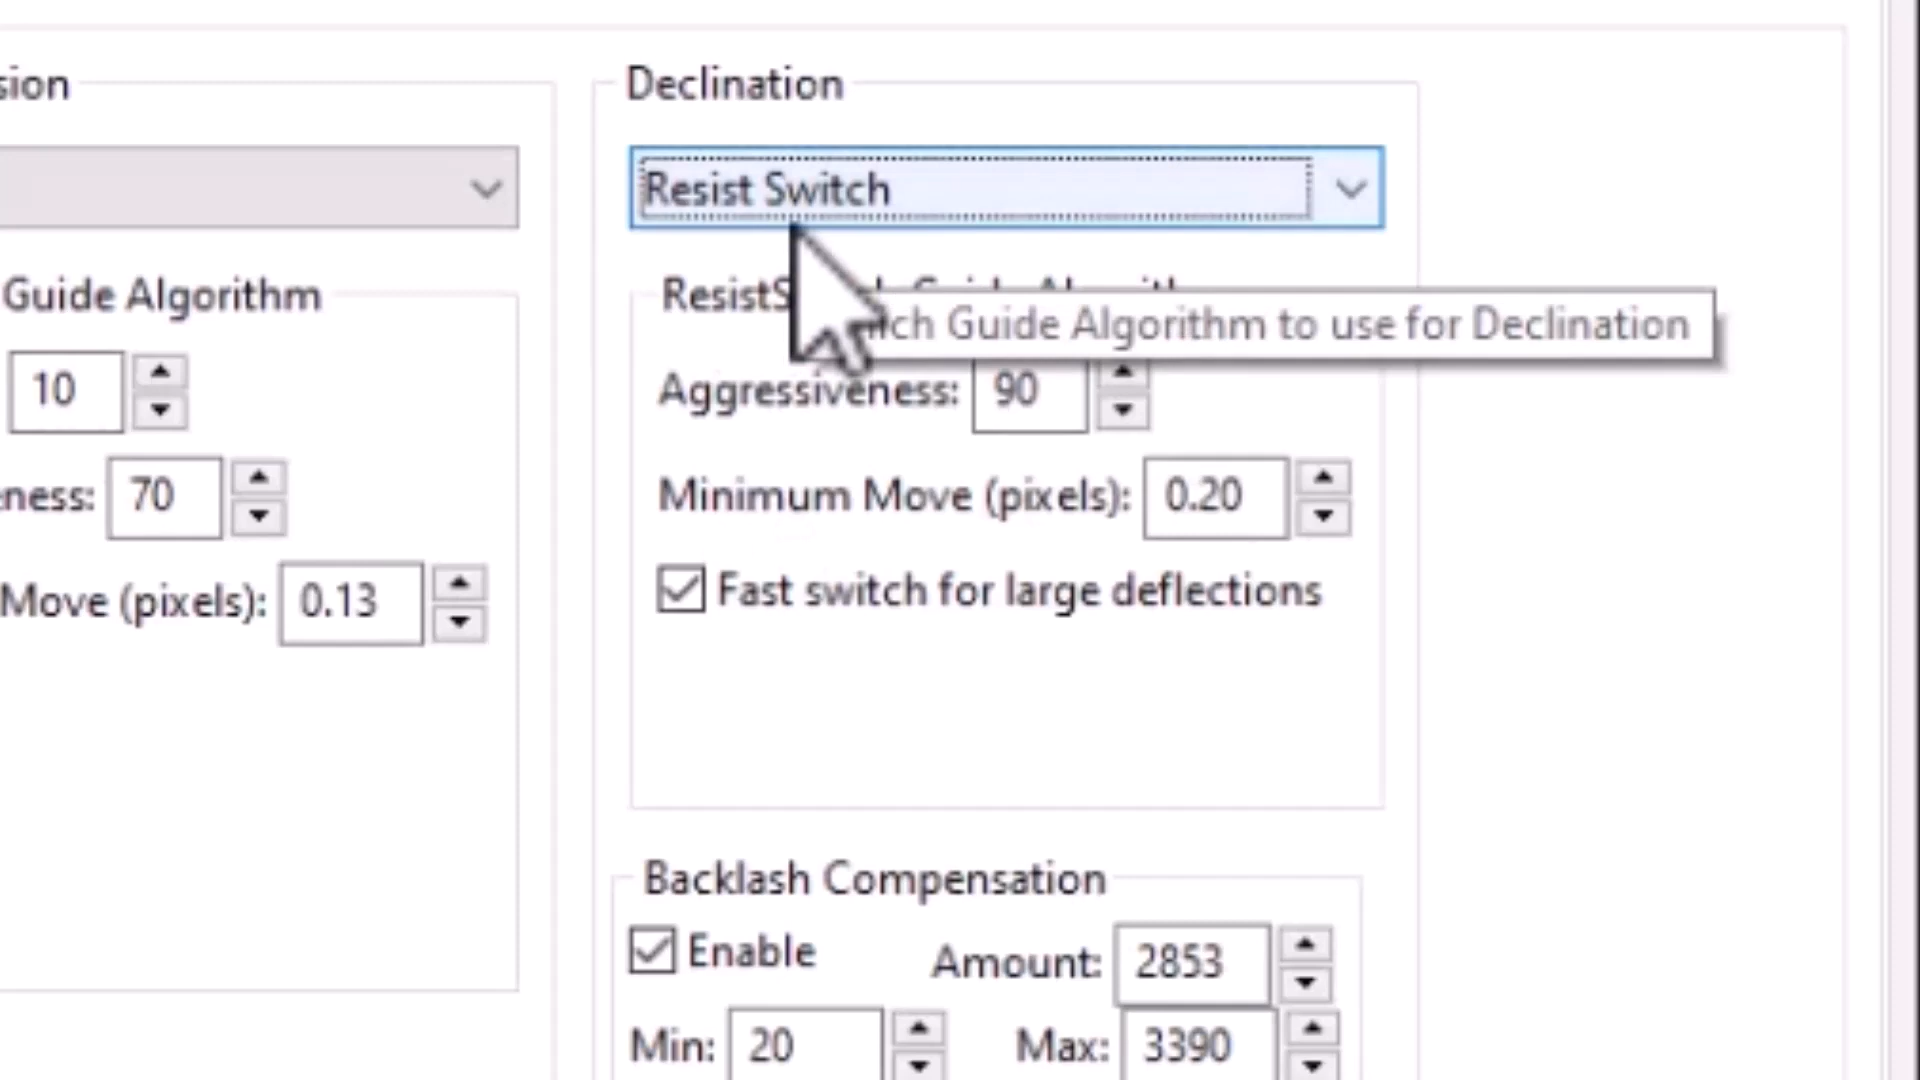 sion
Declination
Resist Switch
Guide Algorithm
Guide Algorithm to use for Declination
10
Aggressiveness: 90
ness: 70
Minimum Move (pixels): 0.20
Move (pixels): 0.13
Fast switch for large deflections
Backlash Compensation
Enable
Amount: 2853
Min: 20
Max: 3390